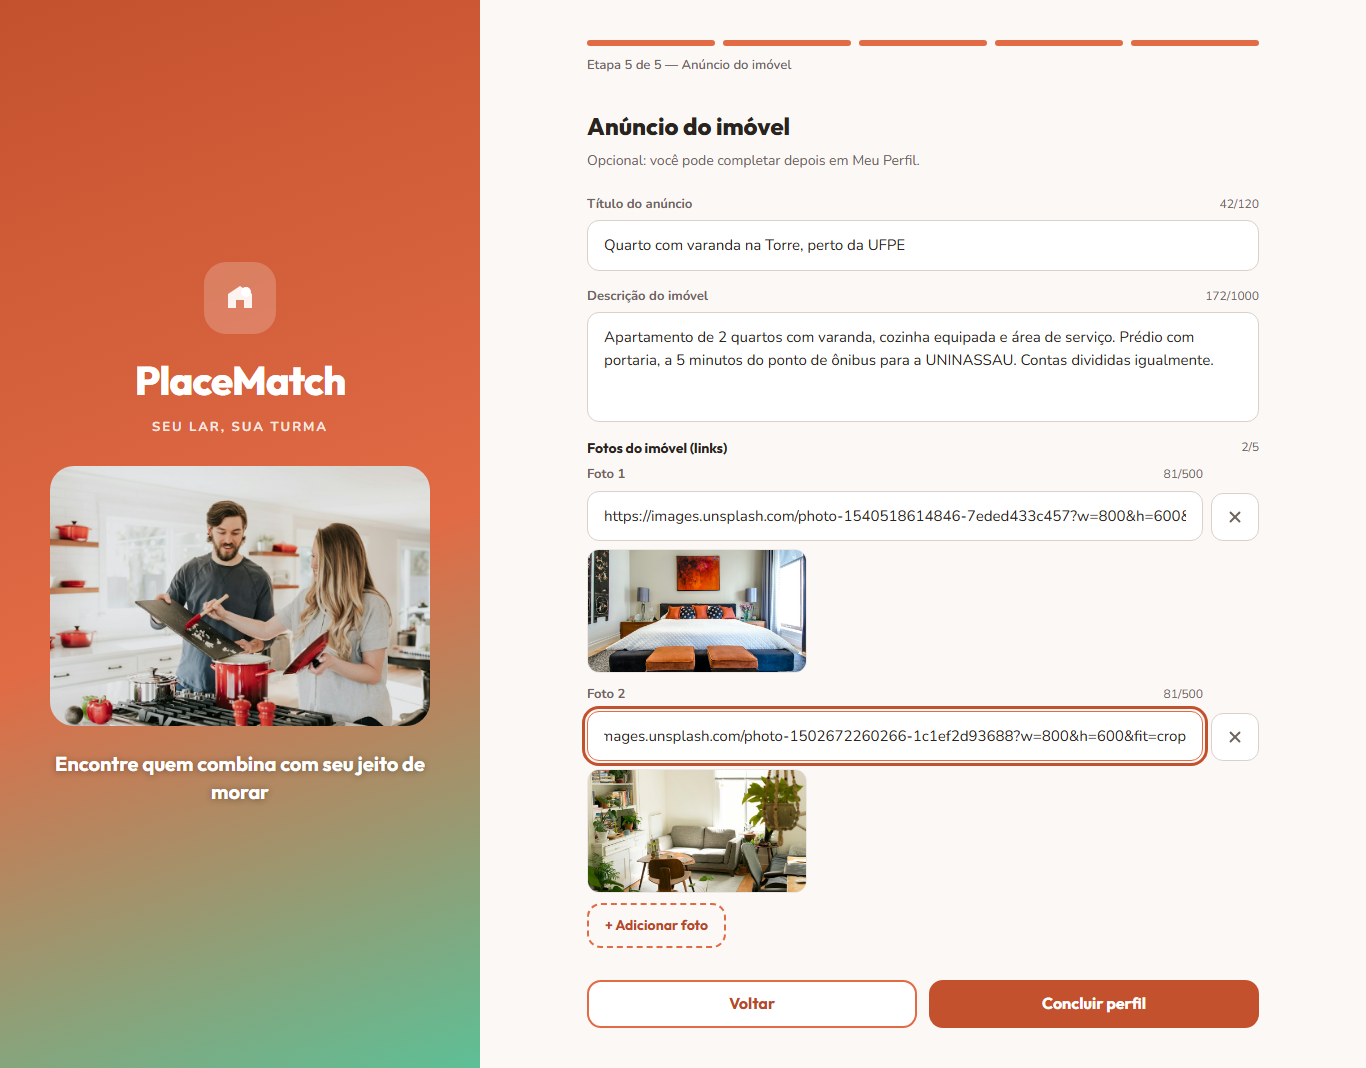 PlaceMatch
SEU LAR, SUA TURMA
Encontre quem combina com seu jeito de
morar
Etapa 5 de 5 — Anúncio do imóvel
Anúncio do imóvel
Opcional: você pode completar depois em Meu Perfil.
Título do anúncio
42/120
Quarto com varanda na Torre, perto da UFPE
Descrição do imóvel
172/1000
Apartamento de 2 quartos com varanda, cozinha equipada e área de serviço. Prédio com
portaria, a 5 minutos do ponto de ônibus para a UNINASSAU. Contas divididas igualmente.
Fotos do imóvel (links)
2/5
Foto 1
81/500
https://images.unsplash.com/photo-1540518614846-7eded433c457?w=800&h=600&
Foto 2
81/500
mages.unsplash.com/photo-1502672260266-1c1ef2d93688?w=800&h=600&fit=crop
+ Adicionar foto
Voltar
Concluir perfil